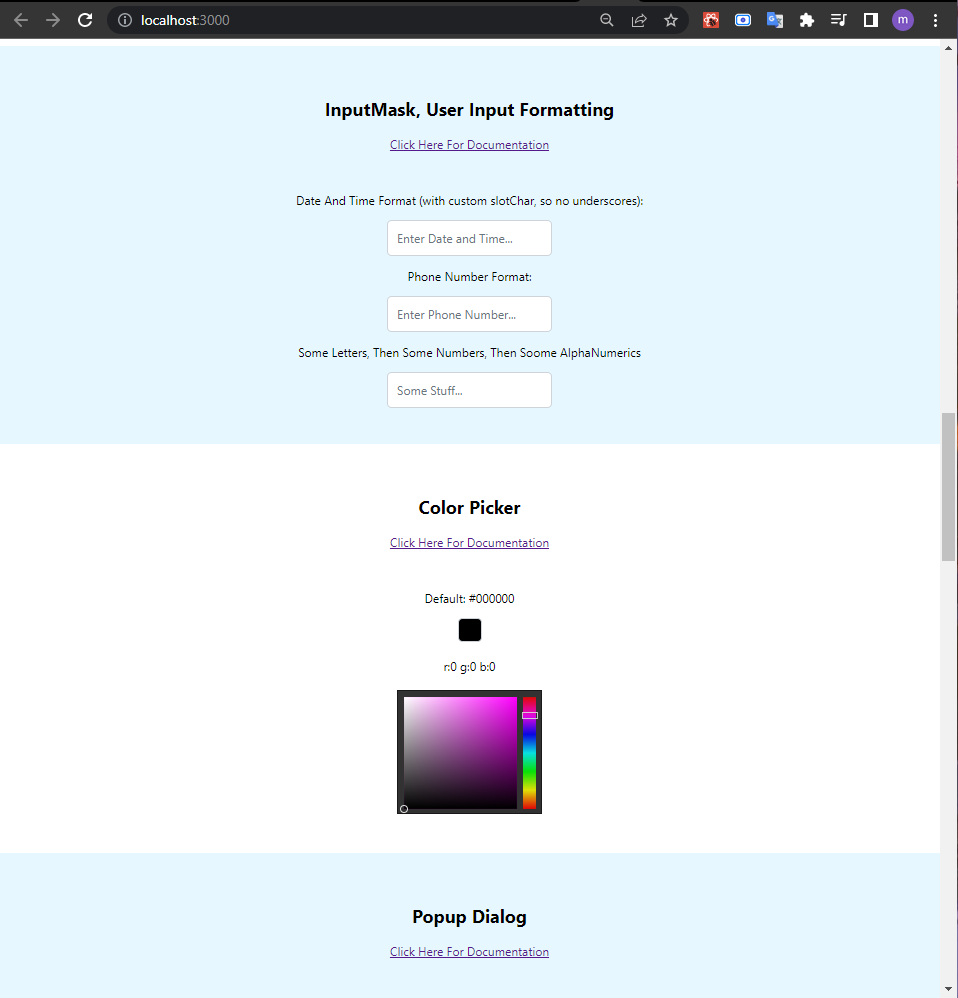 localhost:3000
m
InputMask, User Input Formatting
Click Here For Documentation
Date And Time Format (with custom slotChar, so no underscores):
Enter Date and Time...
Phone Number Format:
Enter Phone Number...
Some Letters, Then Some Numbers, Then Soome AlphaNumerics
Some Stuff...
Color Picker
Click Here For Documentation
Default: #000000
r:0 g:0 b:0
Popup Dialog
Click Here For Documentation